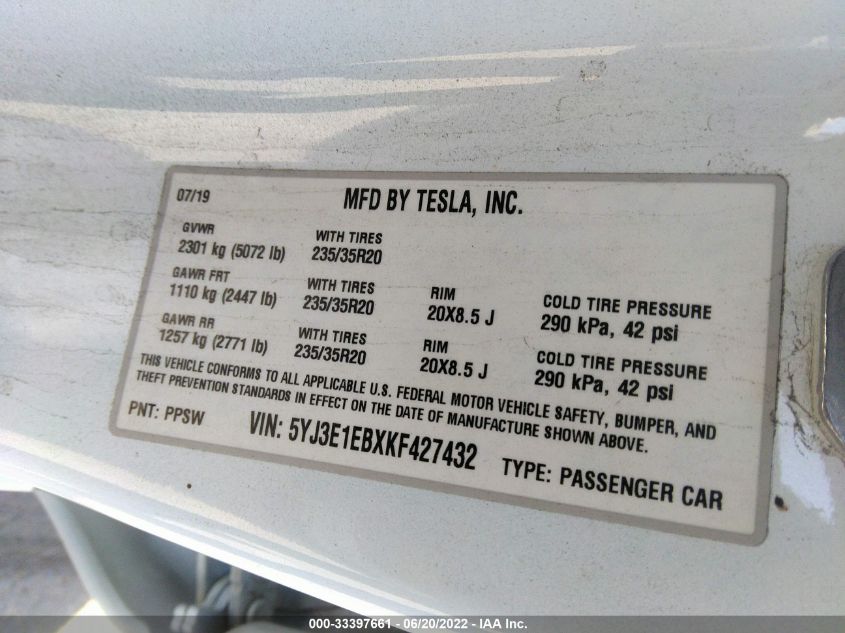 07/19
MFD BY TESLA, INC.
GVWR
2301 kg (5072 lb)
WITH TIRES
235/35R20
GAWR FRT
1110 kg (2447 lb)
WITH TIRES
235/35R20
RIM
20X8.5 J
COLD TIRE PRESSURE
290 kPa, 42 psi
GAWR RR
1257 kg (2771 lb)
WITH TIRES
235/35R20
RIM
20X8.5 J
COLD TIRE PRESSURE
290 kPa, 42 psi
THIS VEHICLE CONFORMS TO ALL APPLICABLE U.S. FEDERAL MOTOR VEHICLE SAFETY, BUMPER, AND
THEFT PREVENTION STANDARDS IN EFFECT ON THE DATE OF MANUFACTURE SHOWN ABOVE.
PNT: PPSW
VIN: 5YJ3E1EBXKF427432
TYPE: PASSENGER CAR
000-33397661 - 06/20/2022 - IAA Inc.